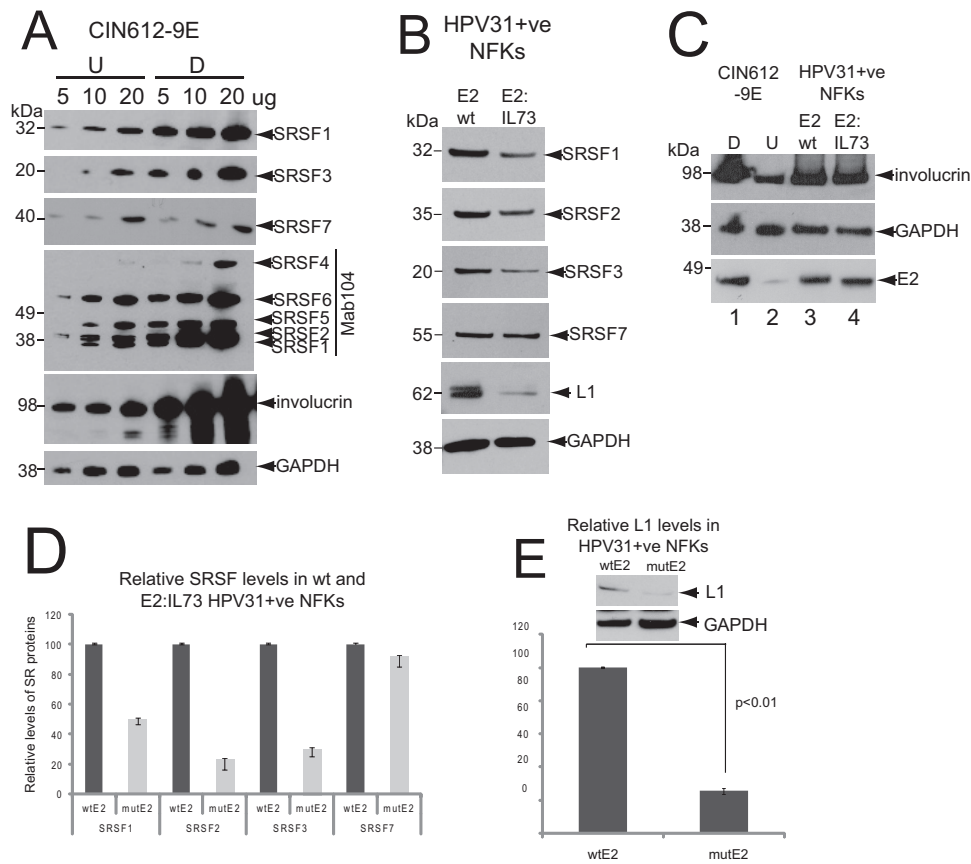 A
CIN612-9E
U D
5 10 20 5 10 20 ug
kDa
32 SRSF1
20 SRSF3
40 SRSF7
SRSF4
SRSF6
49 SRSF5
SRSF2
38 SRSF1
Mab104
98 involucrin
38 GAPDH
B
HPV31+ve
NFKs
E2 E2:
wt IL73
kDa
32 SRSF1
35 SRSF2
20 SRSF3
55 SRSF7
62 L1
38 GAPDH
C
CIN612 HPV31+ve
-9E NFKs
E2 E2:
D U wt IL73
kDa
98 involucrin
38 GAPDH
49 E2
1 2 3 4
D
Relative SRSF levels in wt and
E2:IL73 HPV31+ve NFKs
Relative levels of SR proteins
120
100
80
60
40
20
0
wtE2 mutE2 wtE2 mutE2 wtE2 mutE2 wtE2 mutE2
SRSF1 SRSF2 SRSF3 SRSF7
E
Relative L1 levels in
HPV31+ve NFKs
wtE2 mutE2
L1
GAPDH
120
100
80
60
40
20
0
p<0.01
wtE2 mutE2